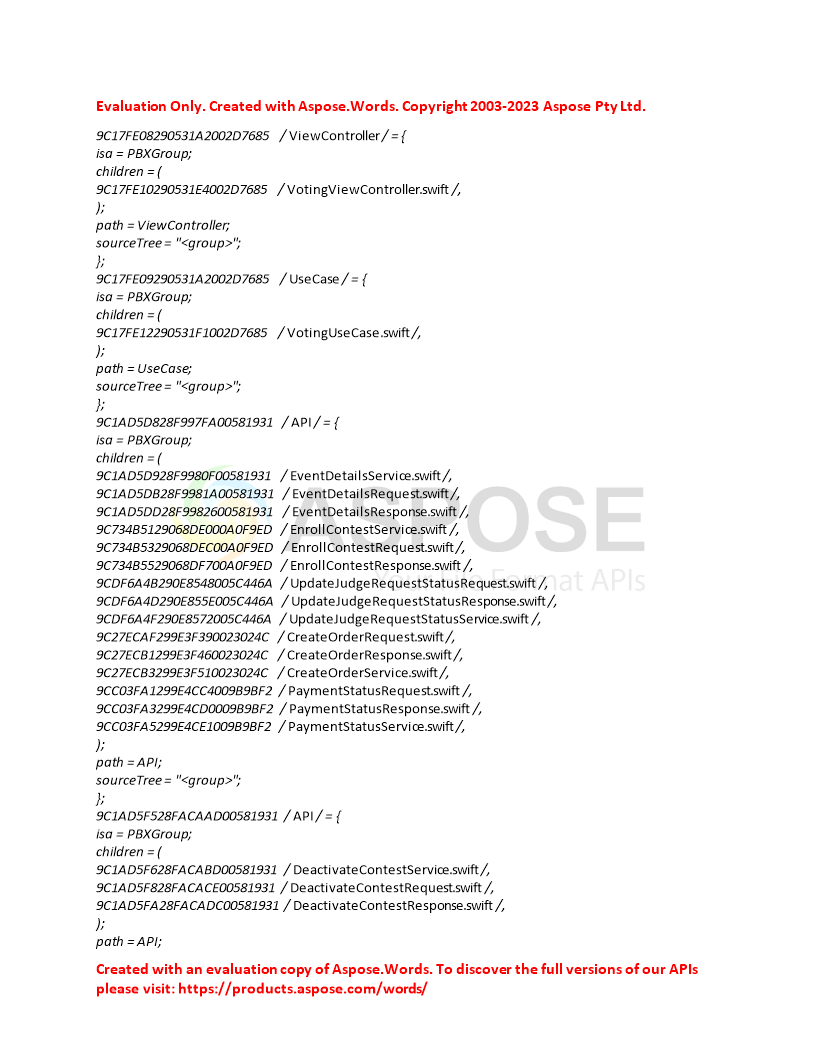 Evaluation Only. Created with Aspose.Words. Copyright 2003-2023 Aspose Pty Ltd.
9C17FE08290531A2002D7685 / ViewController / = {
isa = PBXGroup;
children = (
9C17FE10290531E4002D7685 / VotingViewController.swift /,
);
path = ViewController;
sourceTree = "<group>";
};
9C17FE09290531A2002D7685 / UseCase / = {
isa = PBXGroup;
children = (
9C17FE12290531F1002D7685 / VotingUseCase.swift /,
);
path = UseCase;
sourceTree = "<group>";
};
9C1AD5D828F997FA00581931 / API / = {
isa = PBXGroup;
children = (
9C1AD5D928F9980F00581931 / EventDetailsService.swift /,
9C1AD5DB28F9981A00581931 / EventDetailsRequest.swift /,
9C1AD5DD28F9982600581931 / EventDetailsResponse.swift /,
9C734B5129068DE000A0F9ED / EnrollContestService.swift /,
9C734B5329068DEC00A0F9ED / EnrollContestRequest.swift /,
9C734B5529068DF700A0F9ED / EnrollContestResponse.swift /,
9CDF6A4B290E8548005C446A / UpdateJudgeRequestStatusRequest.swift /,
9CDF6A4D290E855E005C446A / UpdateJudgeRequestStatusResponse.swift /,
9CDF6A4F290E8572005C446A / UpdateJudgeRequestStatusService.swift /,
9C27ECAF299E3F390023024C / CreateOrderRequest.swift /,
9C27ECB1299E3F460023024C / CreateOrderResponse.swift /,
9C27ECB3299E3F510023024C / CreateOrderService.swift /,
9CC03FA1299E4CC4009B9BF2 / PaymentStatusRequest.swift /,
9CC03FA3299E4CD0009B9BF2 / PaymentStatusResponse.swift /,
9CC03FA5299E4CE1009B9BF2 / PaymentStatusService.swift /,
);
path = API;
sourceTree = "<group>";
};
9C1AD5F528FACAAD00581931 / API / = {
isa = PBXGroup;
children = (
9C1AD5F628FACABD00581931 / DeactivateContestService.swift /,
9C1AD5F828FACACE00581931 / DeactivateContestRequest.swift /,
9C1AD5FA28FACADC00581931 / DeactivateContestResponse.swift /,
);
path = API;
ASPOSE
Your File Format APIs
Created with an evaluation copy of Aspose.Words. To discover the full versions of our APIs
please visit: https://products.aspose.com/words/